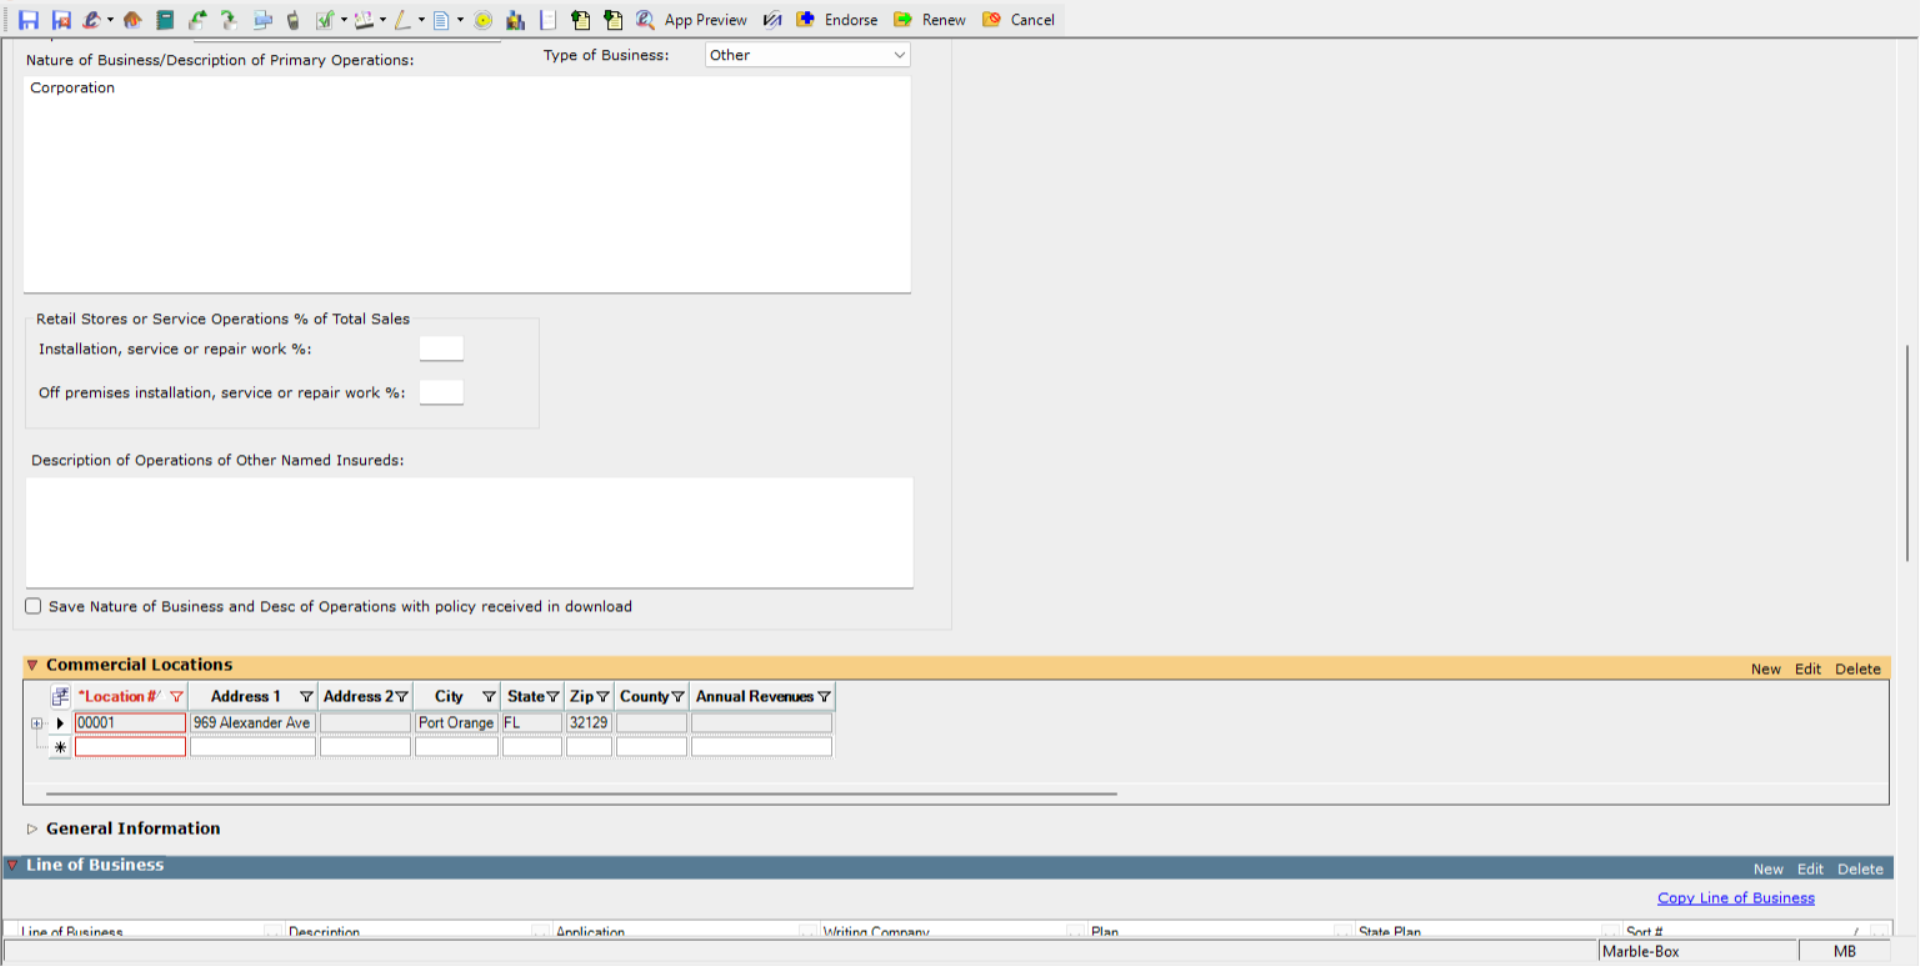 App Preview Endorse Renew Cancel
Nature of Business/Description of Primary Operations: Type of Business: Other
Corporation
Retail Stores or Service Operations % of Total Sales
Installation, service or repair work %:
Off premises installation, service or repair work %:
Description of Operations of Other Named Insureds:
Save Nature of Business and Desc of Operations with policy received in download
Commercial Locations New Edit Delete
*Location # Address 1 Address 2 City State Zip County Annual Revenues
00001 969 Alexander Ave Port Orange FL 32129
General Information
Line of Business New Edit Delete
Copy Line of Business
Line of Business Description Application Writing Company Plan State Plan Sort #
Marble-Box MB